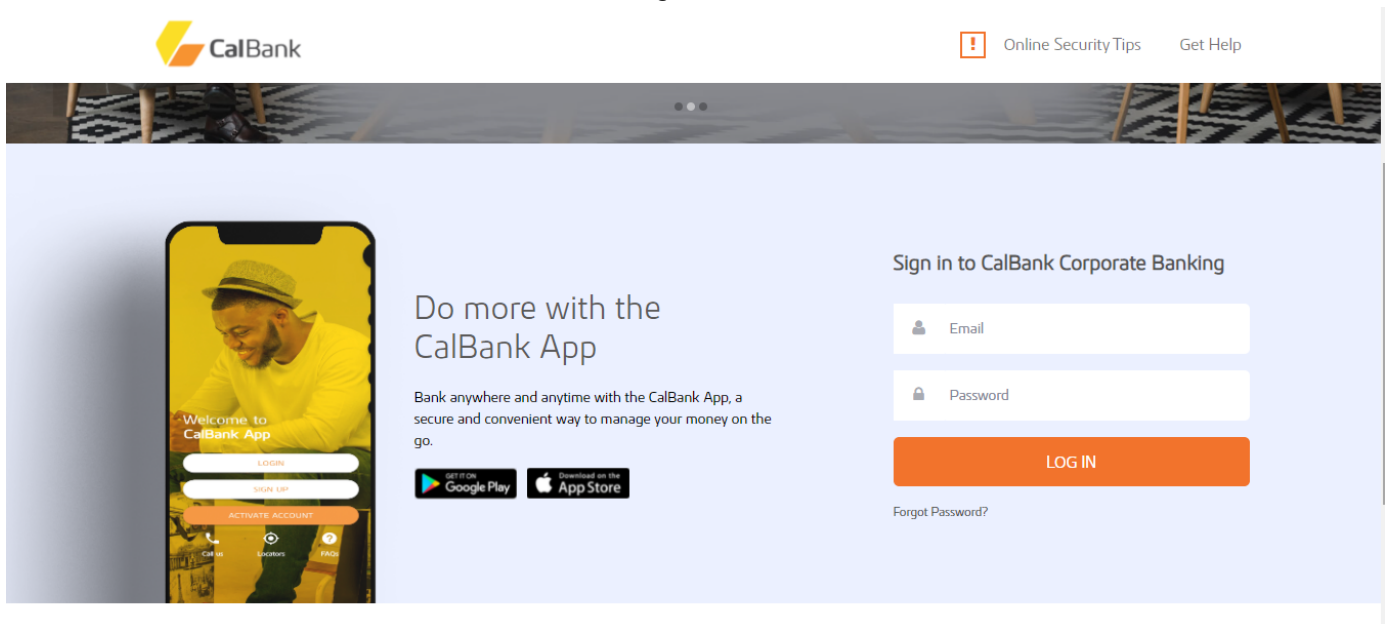 CalBank
! Online Security Tips Get Help
Sign in to CalBank Corporate Banking
Do more with the
CalBank App
Email
Bank anywhere and anytime with the CalBank App, a
secure and convenient way to manage your money on the
go.
Password
Welcome to
CalBank App
LOGIN
SIGN UP
ACTIVATE ACCOUNT
Call us Locators FAQs
GET IT ON
Google Play
Download on the
App Store
LOG IN
Forgot Password?